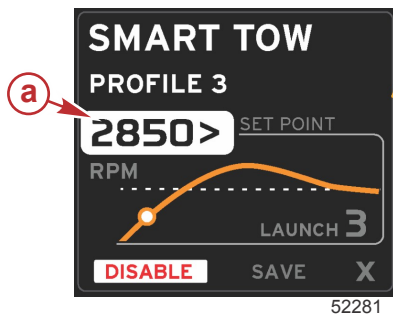 SMART TOW
PROFILE 3
a
2850> SET POINT
RPM
LAUNCH 3
DISABLE SAVE X
52281